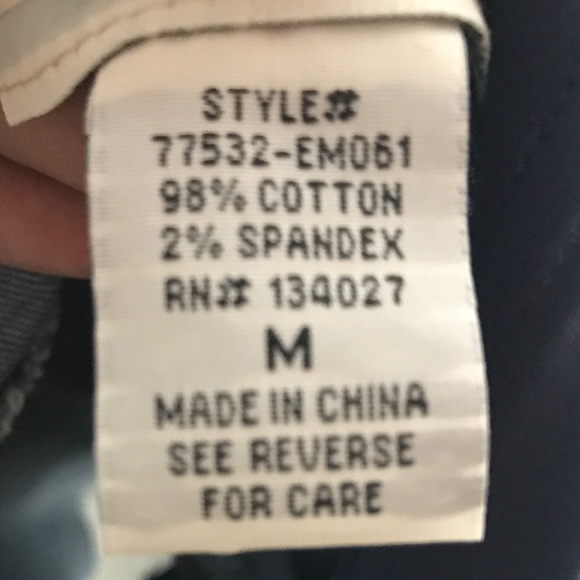 STYLE#
77532-EM061
98% COTTON
2% SPANDEX
RN# 134027
M
MADE IN CHINA
SEE REVERSE
FOR CARE